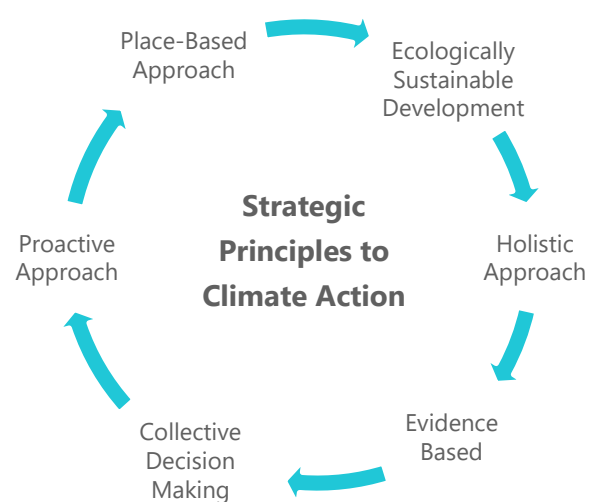 Place-Based
Approach
Ecologically
Sustainable
Development
Strategic
Principles to
Climate Action
Proactive
Approach
Holistic
Approach
Evidence
Based
Collective
Decision
Making